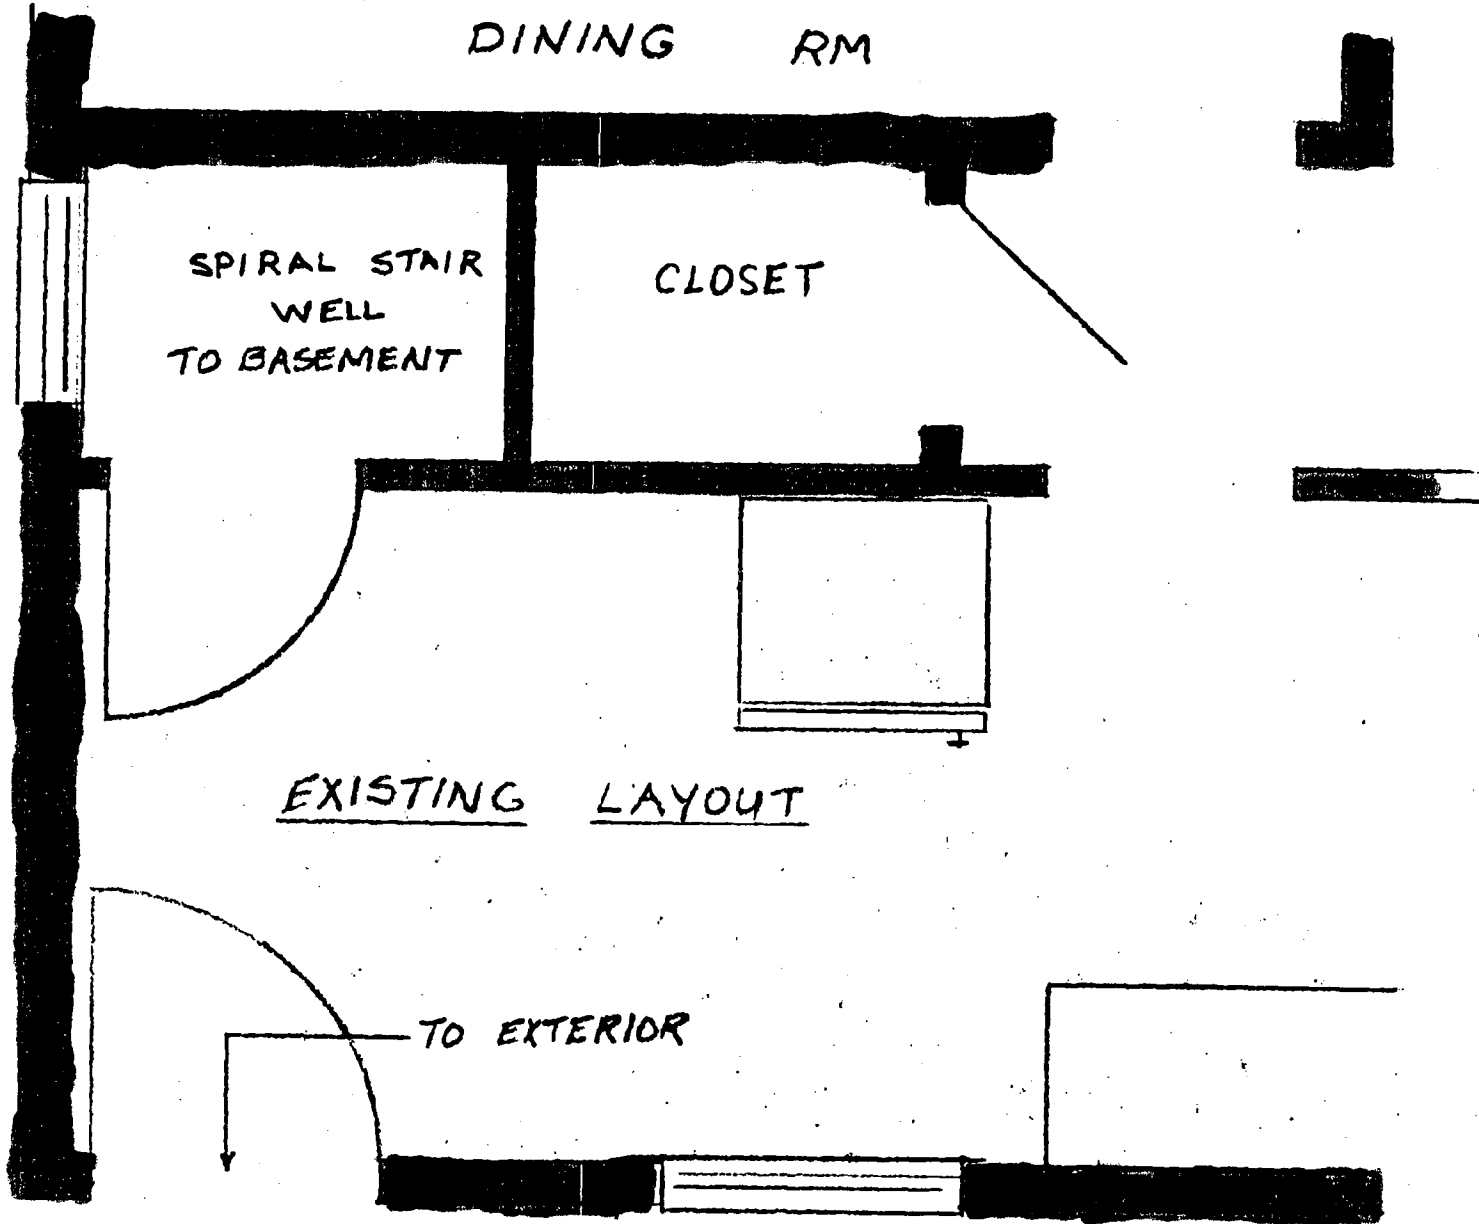 DINING RM
SPIRAL STAIR
WELL
TO BASEMENT
CLOSET
EXISTING LAYOUT
TO EXTERIOR